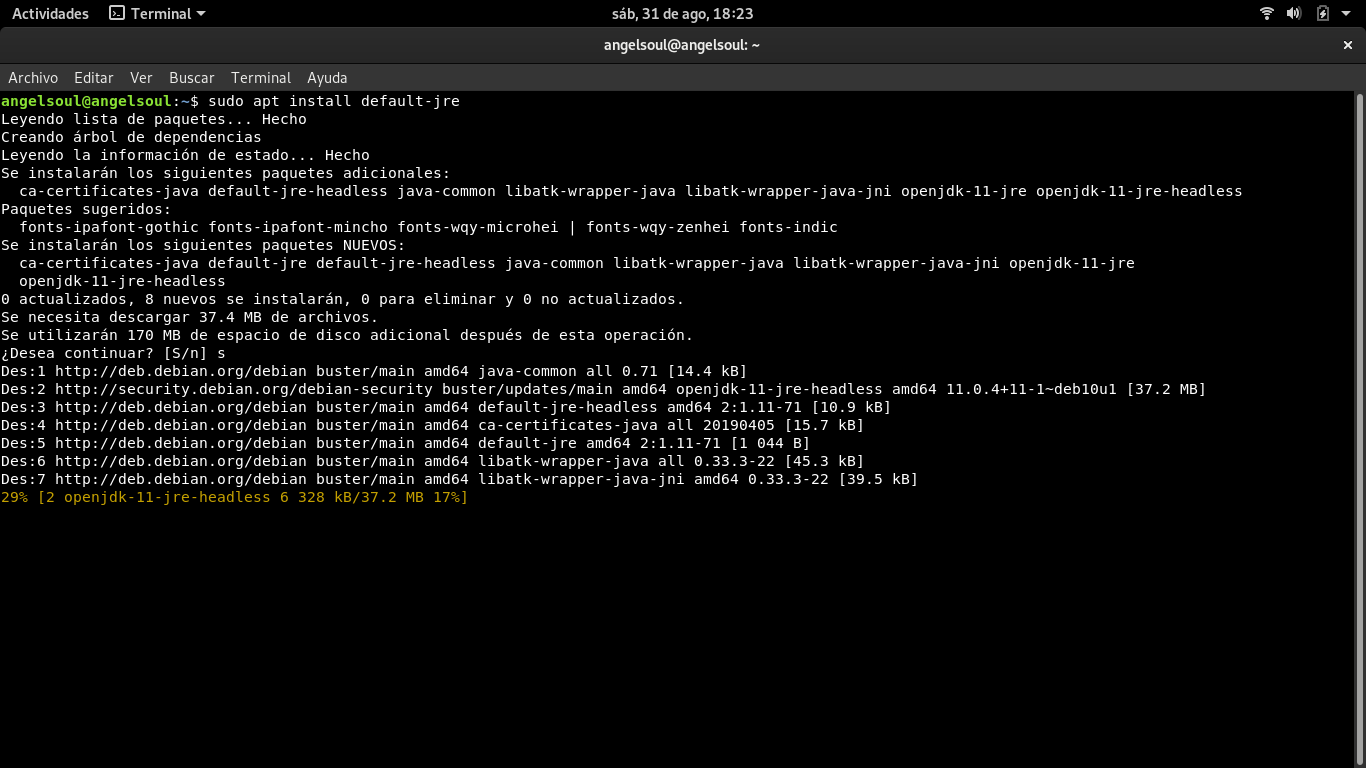 Actividades Terminal sáb, 31 de ago, 18:23
angelsoul@angelsoul: ~
Archivo Editar Ver Buscar Terminal Ayuda
angelsoul@angelsoul:~$ sudo apt install default-jre
Leyendo lista de paquetes... Hecho
Creando árbol de dependencias
Leyendo la información de estado... Hecho
Se instalarán los siguientes paquetes adicionales:
  ca-certificates-java default-jre-headless java-common libatk-wrapper-java libatk-wrapper-java-jni openjdk-11-jre openjdk-11-jre-headless
Paquetes sugeridos:
  fonts-ipafont-gothic fonts-ipafont-mincho fonts-wqy-microhei | fonts-wqy-zenhei fonts-indic
Se instalarán los siguientes paquetes NUEVOS:
  ca-certificates-java default-jre default-jre-headless java-common libatk-wrapper-java libatk-wrapper-java-jni openjdk-11-jre
  openjdk-11-jre-headless
0 actualizados, 8 nuevos se instalarán, 0 para eliminar y 0 no actualizados.
Se necesita descargar 37.4 MB de archivos.
Se utilizarán 170 MB de espacio de disco adicional después de esta operación.
¿Desea continuar? [S/n] s
Des:1 http://deb.debian.org/debian buster/main amd64 java-common all 0.71 [14.4 kB]
Des:2 http://security.debian.org/debian-security buster/updates/main amd64 openjdk-11-jre-headless amd64 11.0.4+11-1~deb10u1 [37.2 MB]
Des:3 http://deb.debian.org/debian buster/main amd64 default-jre-headless amd64 2:1.11-71 [10.9 kB]
Des:4 http://deb.debian.org/debian buster/main amd64 ca-certificates-java all 20190405 [15.7 kB]
Des:5 http://deb.debian.org/debian buster/main amd64 default-jre amd64 2:1.11-71 [1 044 B]
Des:6 http://deb.debian.org/debian buster/main amd64 libatk-wrapper-java all 0.33.3-22 [45.3 kB]
Des:7 http://deb.debian.org/debian buster/main amd64 libatk-wrapper-java-jni amd64 0.33.3-22 [39.5 kB]
29% [2 openjdk-11-jre-headless 6 328 kB/37.2 MB 17%]